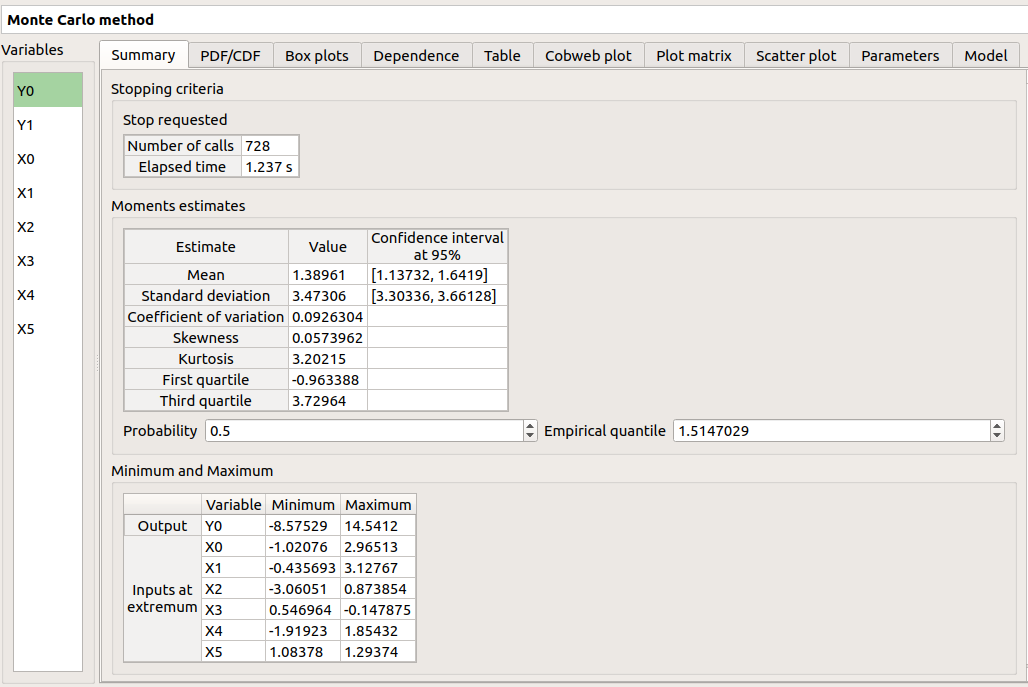 Monte Carlo method
Variables
Y0
Y1
X0
X1
X2
X3
X4
X5
Summary PDF/CDF Box plots Dependence Table Cobweb plot Plot matrix Scatter plot Parameters Model
Stopping criteria
Stop requested
Number of calls 728
Elapsed time 1.237 s
Moments estimates
Estimate Value Confidence interval
at 95%
Mean 1.38961 [1.13732, 1.6419]
Standard deviation 3.47306 [3.30336, 3.66128]
Coefficient of variation 0.0926304
Skewness 0.0573962
Kurtosis 3.20215
First quartile -0.963388
Third quartile 3.72964
Probability 0.5 Empirical quantile 1.5147029
Minimum and Maximum
Variable Minimum Maximum
Output Y0 -8.57529 14.5412
Inputs at
extremum
X0 -1.02076 2.96513
X1 -0.435693 3.12767
X2 -3.06051 0.873854
X3 0.546964 -0.147875
X4 -1.91923 1.85432
X5 1.08378 1.29374